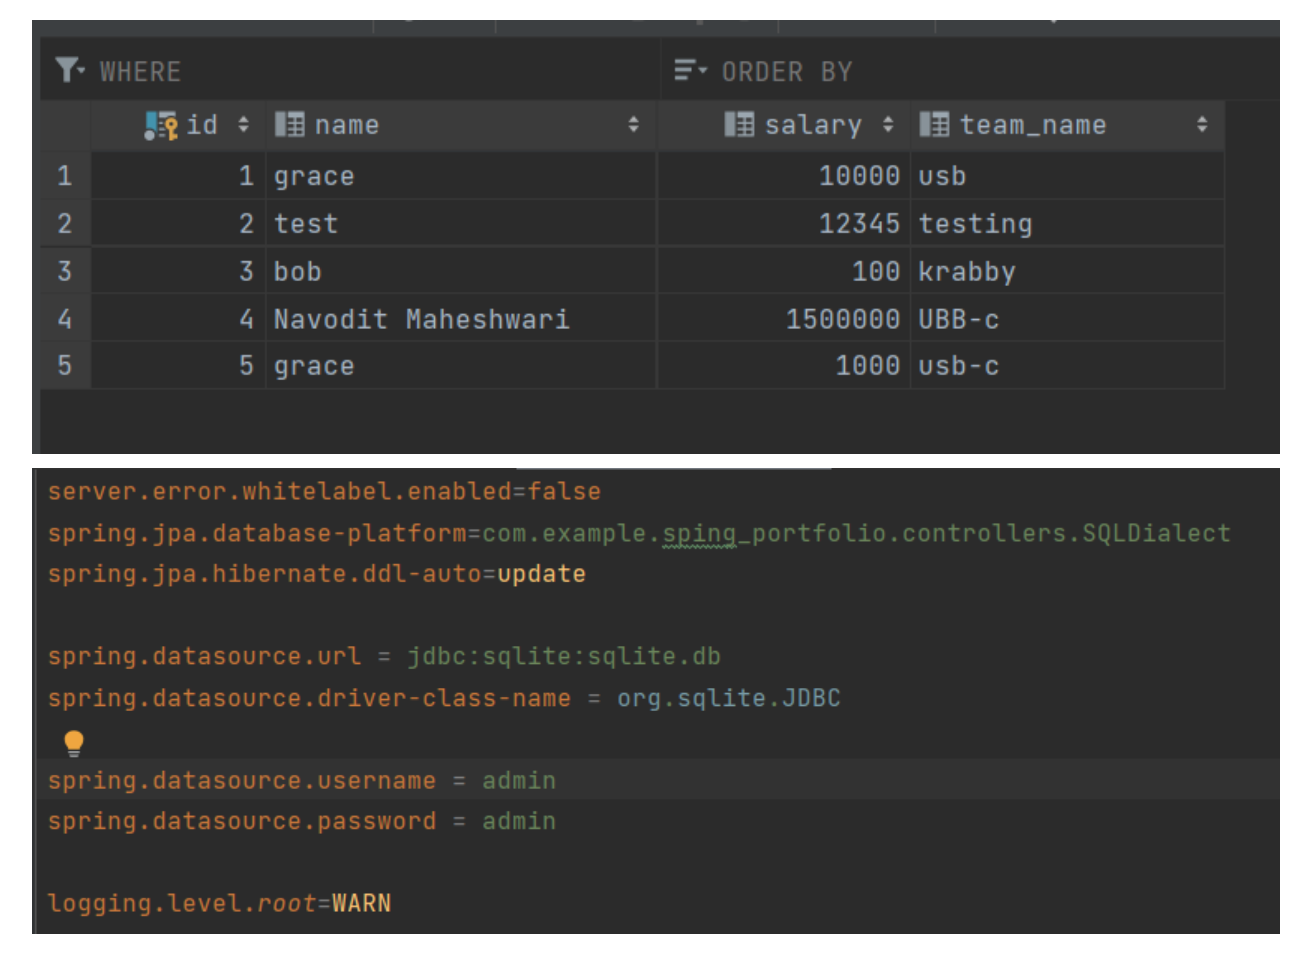 WHERE ORDER BY
id name salary team_name
1 1 grace 10000 usb
2 2 test 12345 testing
3 3 bob 100 krabby
4 4 Navodit Maheshwari 1500000 UBB-c
5 5 grace 1000 usb-c
server.error.whitelabel.enabled=false
spring.jpa.database-platform=com.example.sping_portfolio.controllers.SQLDialect
spring.jpa.hibernate.ddl-auto=update
spring.datasource.url = jdbc:sqlite:sqlite.db
spring.datasource.driver-class-name = org.sqlite.JDBC
spring.datasource.username = admin
spring.datasource.password = admin
logging.level.root=WARN